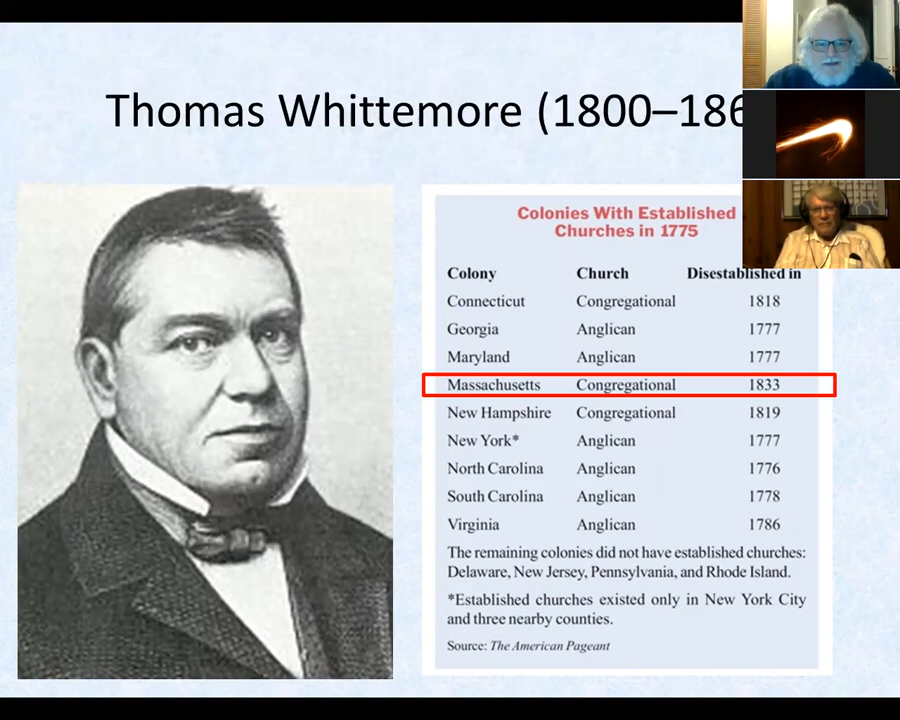 Thomas Whittemore (1800–186
Colonies With Established
Churches in 1775
Colony Church Disestablished in
Connecticut Congregational 1818
Georgia Anglican 1777
Maryland Anglican 1777
Massachusetts Congregational 1833
New Hampshire Congregational 1819
New York* Anglican 1777
North Carolina Anglican 1776
South Carolina Anglican 1778
Virginia Anglican 1786
The remaining colonies did not have established churches:
Delaware, New Jersey, Pennsylvania, and Rhode Island.
*Established churches existed only in New York City
and three nearby counties.
Source: The American Pageant